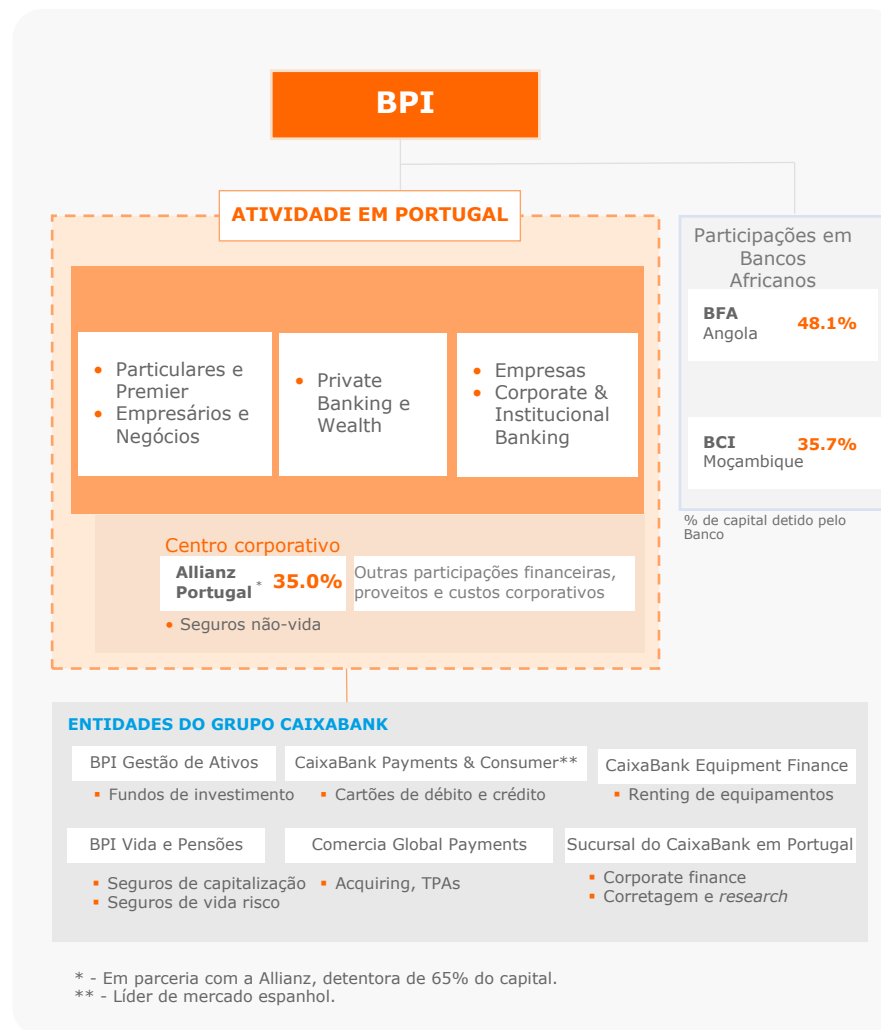 BPI
ATIVIDADE EM PORTUGAL
• Particulares e
Premier
• Empresários e
Negócios
• Private
Banking e
Wealth
• Empresas
• Corporate &
Institucional
Banking
Participações em
Bancos
Africanos
BFA 48.1%
Angola
BCI 35.7%
Moçambique
% de capital detido pelo
Banco
Centro corporativo
Allianz
Portugal * 35.0%
Outras participações financeiras,
proveitos e custos corporativos
• Seguros não-vida
ENTIDADES DO GRUPO CAIXABANK
BPI Gestão de Ativos
▪ Fundos de investimento
CaixaBank Payments & Consumer**
▪ Cartões de débito e crédito
CaixaBank Equipment Finance
▪ Renting de equipamentos
BPI Vida e Pensões
▪ Seguros de capitalização
▪ Seguros de vida risco
Comercia Global Payments
▪ Acquiring, TPAs
Sucursal do CaixaBank em Portugal
▪ Corporate finance
▪ Corretagem e research
* - Em parceria com a Allianz, detentora de 65% do capital.
** - Líder de mercado espanhol.